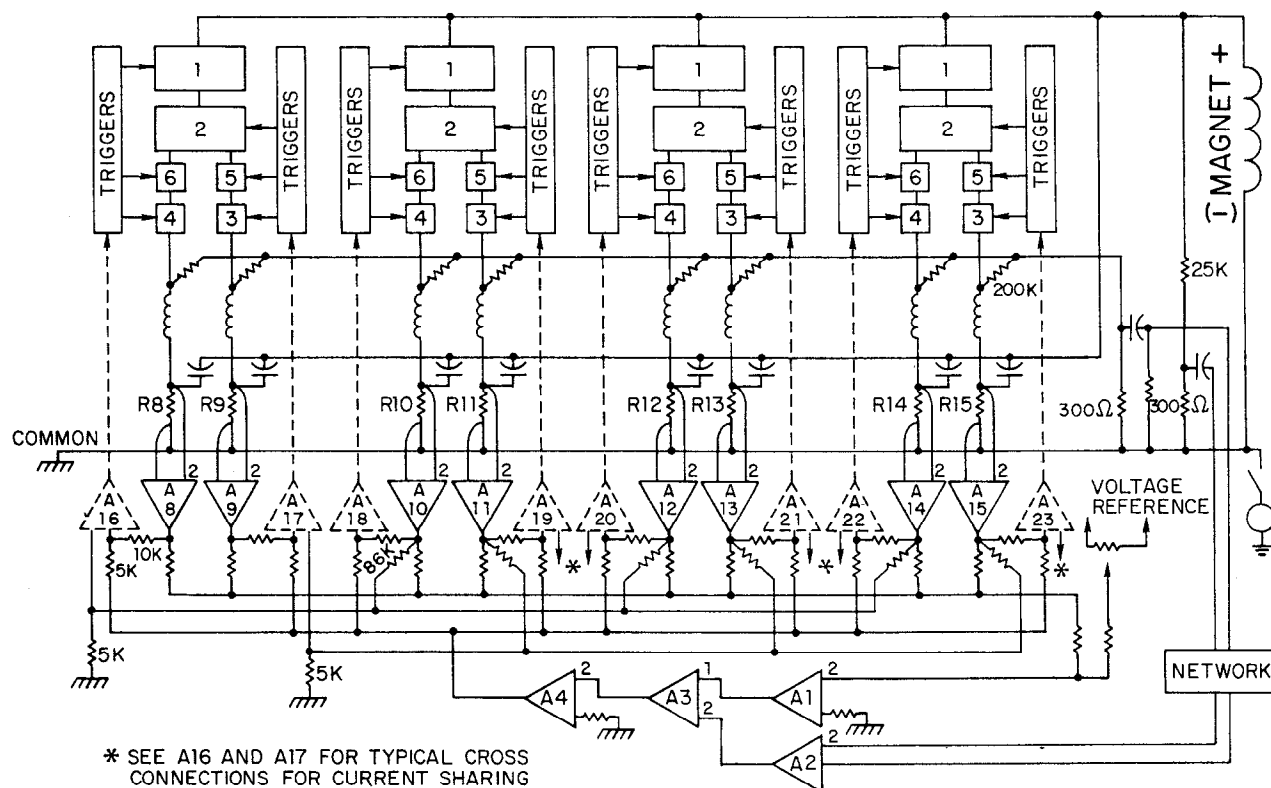 1 1 1 1
TRIGGERS TRIGGERS TRIGGERS TRIGGERS TRIGGERS TRIGGERS TRIGGERS TRIGGERS
2 2 2 2
6 5 6 5 6 5 6 5
4 3 4 3 4 3 4 3
(-) MAGNET +
25K
200K
R8 R9 R10 R11 R12 R13 R14 R15
300Ω 300 Ω
COMMON
2 2 2 2 2 2 2 2
A 16 A 8 A 9 A 17 A 18 A 10 A 11 A 19 A 20 A 12 A 13 A 21 A 22 A 14 A 15 A 23
VOLTAGE
REFERENCE
10K 86K * * *
5K
5K 5K
NETWORK
2 1 2
A4 A3 A1
2
2
A2
* SEE A16 AND A17 FOR TYPICAL CROSS
CONNECTIONS FOR CURRENT SHARING